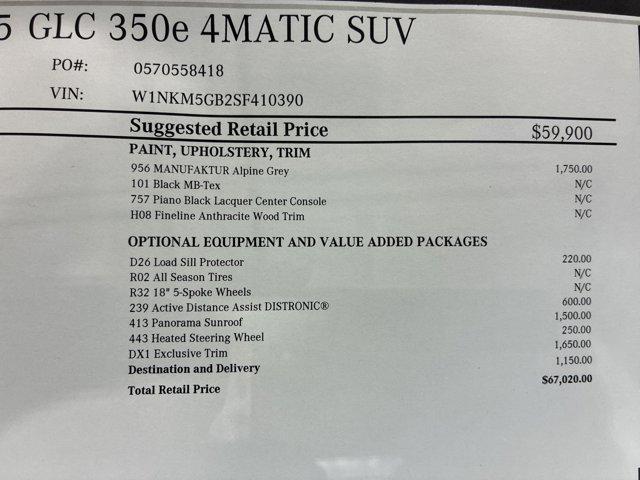 5 GLC 350e 4MATIC SUV
PO#: 0570558418
VIN: W1NKM5GB2SF410390
Suggested Retail Price $59,900
PAINT, UPHOLSTERY, TRIM
956 MANUFAKTUR Alpine Grey 1,750.00
101 Black MB-Tex N/C
757 Piano Black Lacquer Center Console N/C
H08 Fineline Anthracite Wood Trim N/C
OPTIONAL EQUIPMENT AND VALUE ADDED PACKAGES
D26 Load Sill Protector 220.00
R02 All Season Tires N/C
R32 18" 5-Spoke Wheels N/C
239 Active Distance Assist DISTRONIC® 600.00
413 Panorama Sunroof 1,500.00
443 Heated Steering Wheel 250.00
DX1 Exclusive Trim 1,650.00
Destination and Delivery 1,150.00
Total Retail Price $67,020.00